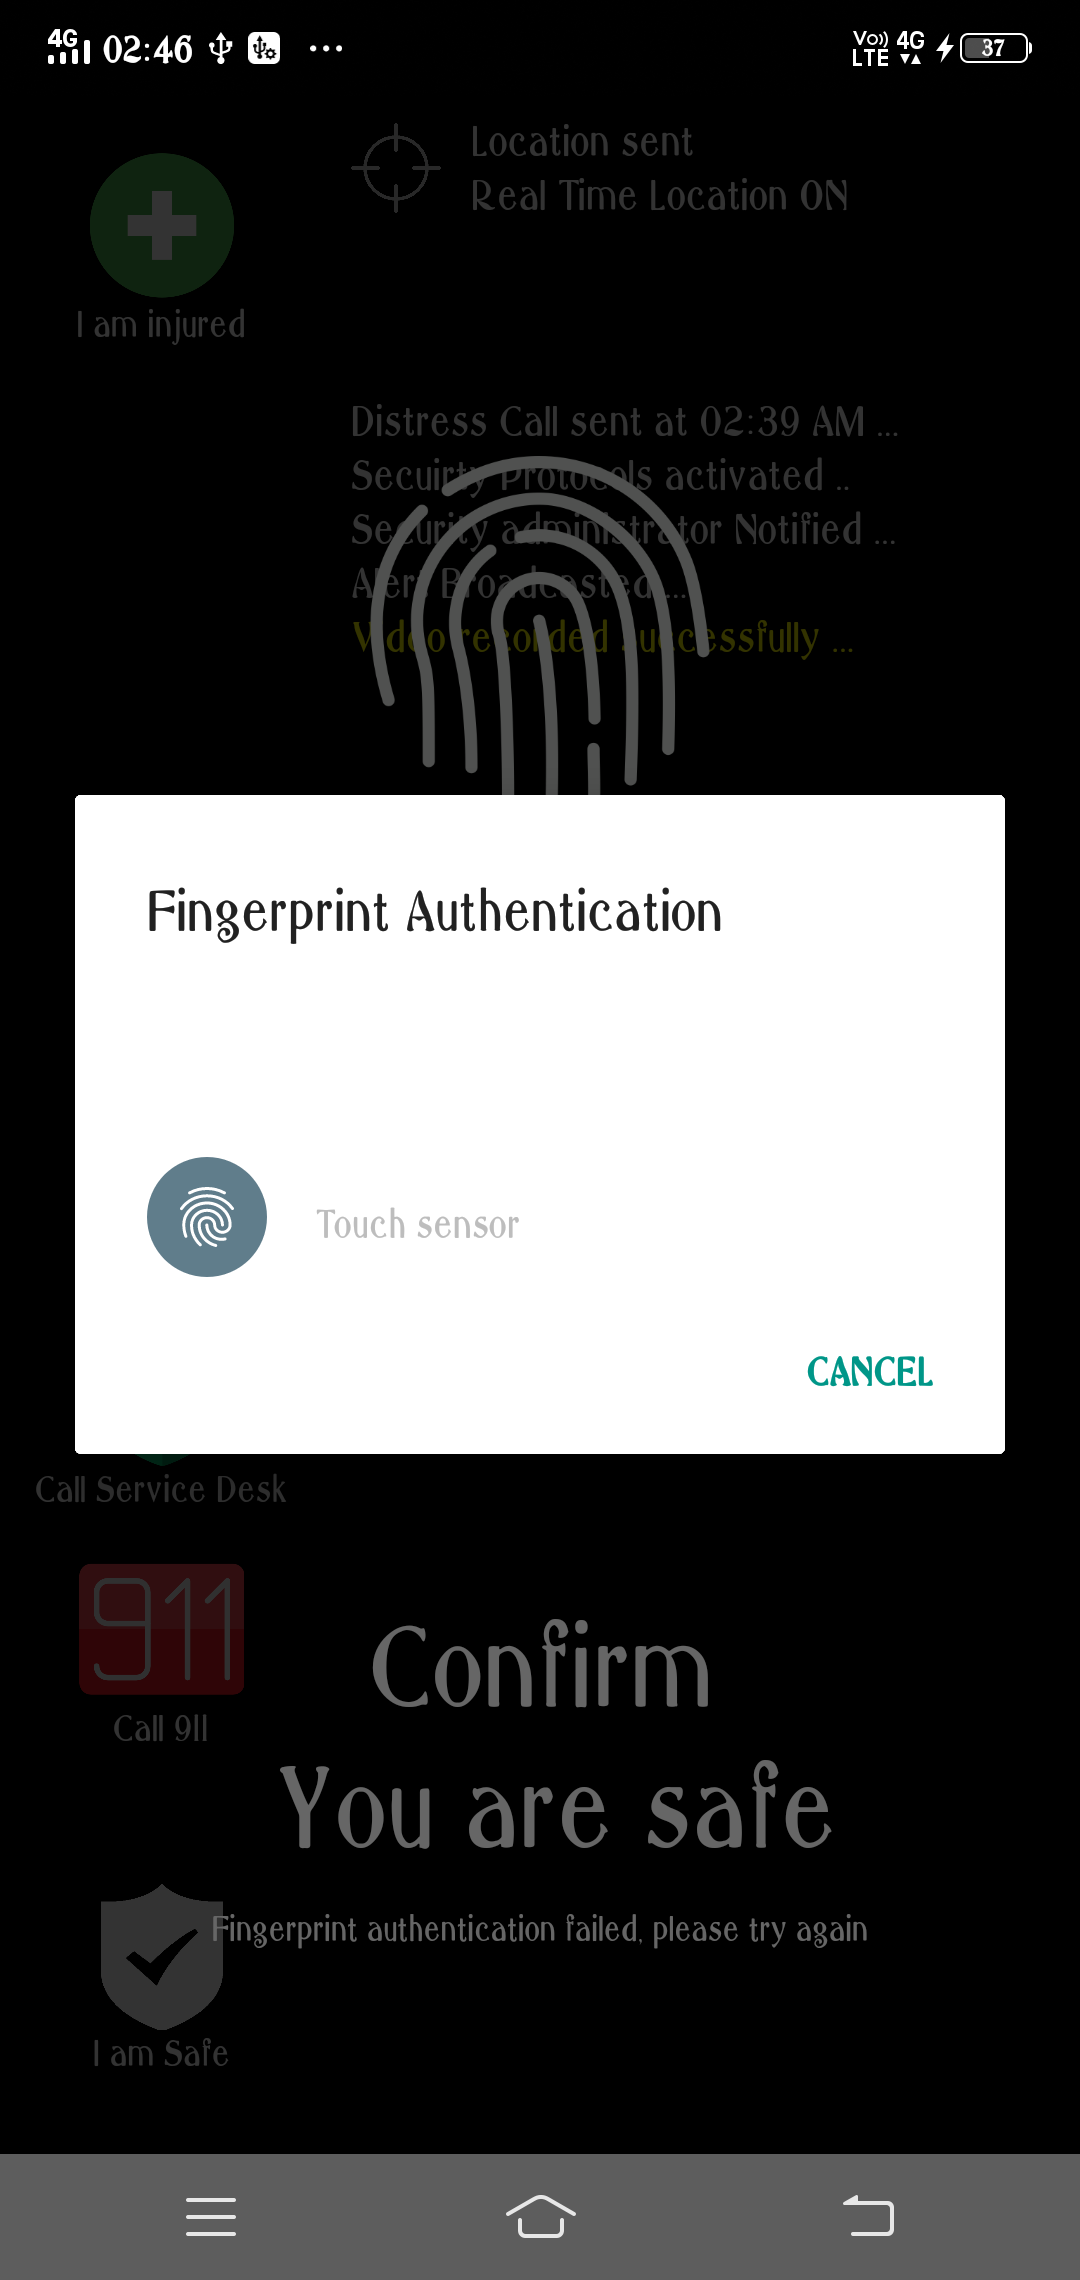 4G 02:46 ... Vo)) LTE 4G 37
Location sent
Real Time Location ON
I am injured
Distress Call sent at 02:39 AM ...
Secuirty Protocols activated ..
Security administrator Notified ...
Alert Broadcasted ...
Video recorded successfully ...
Fingerprint Authentication
Touch sensor
CANCEL
Call Service Desk
911
Call 911
Confirm
You are safe
Fingerprint authentication failed, please try again
I am Safe